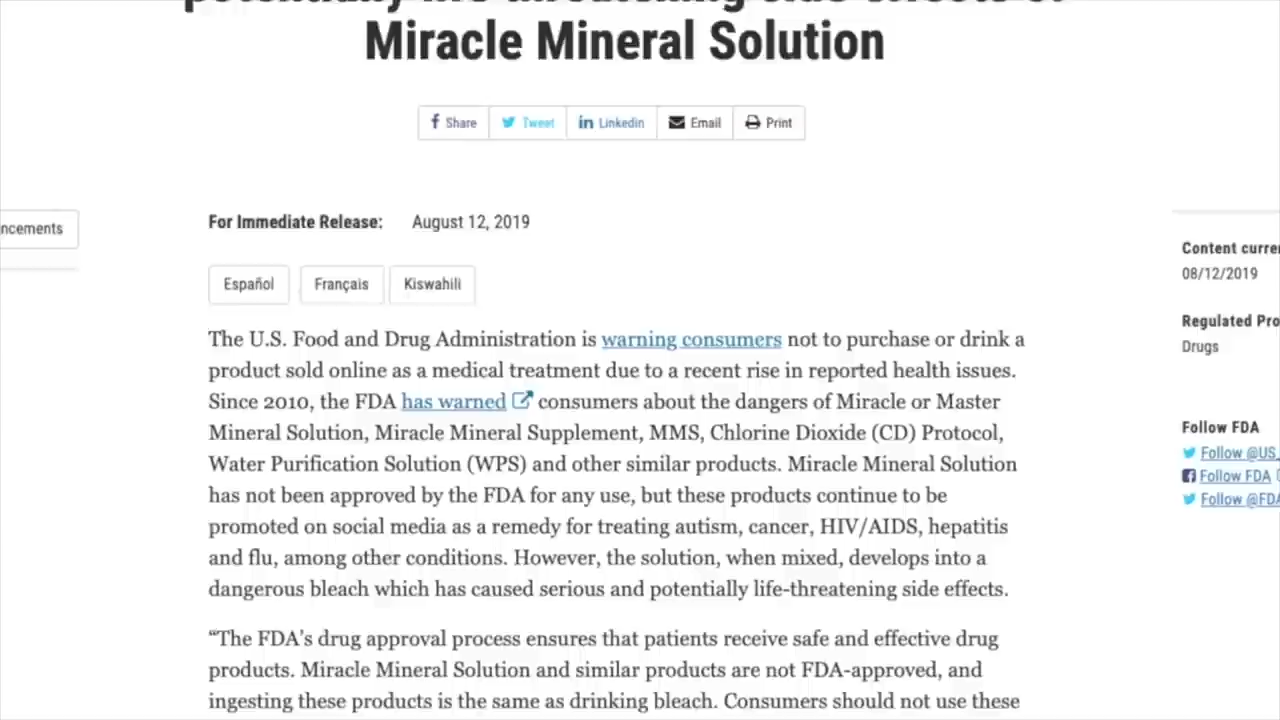 Miracle Mineral Solution
Share Tweet Linkedin Email Print
ncements
For Immediate Release: August 12, 2019
Español Français Kiswahili
The U.S. Food and Drug Administration is warning consumers not to purchase or drink a
product sold online as a medical treatment due to a recent rise in reported health issues.
Since 2010, the FDA has warned consumers about the dangers of Miracle or Master
Mineral Solution, Miracle Mineral Supplement, MMS, Chlorine Dioxide (CD) Protocol,
Water Purification Solution (WPS) and other similar products. Miracle Mineral Solution
has not been approved by the FDA for any use, but these products continue to be
promoted on social media as a remedy for treating autism, cancer, HIV/AIDS, hepatitis
and flu, among other conditions. However, the solution, when mixed, develops into a
dangerous bleach which has caused serious and potentially life-threatening side effects.
“The FDA’s drug approval process ensures that patients receive safe and effective drug
products. Miracle Mineral Solution and similar products are not FDA-approved, and
ingesting these products is the same as drinking bleach. Consumers should not use these
Content curre
08/12/2019
Regulated Pro
Drugs
Follow FDA
Follow @US_
Follow FDA
Follow @FDA